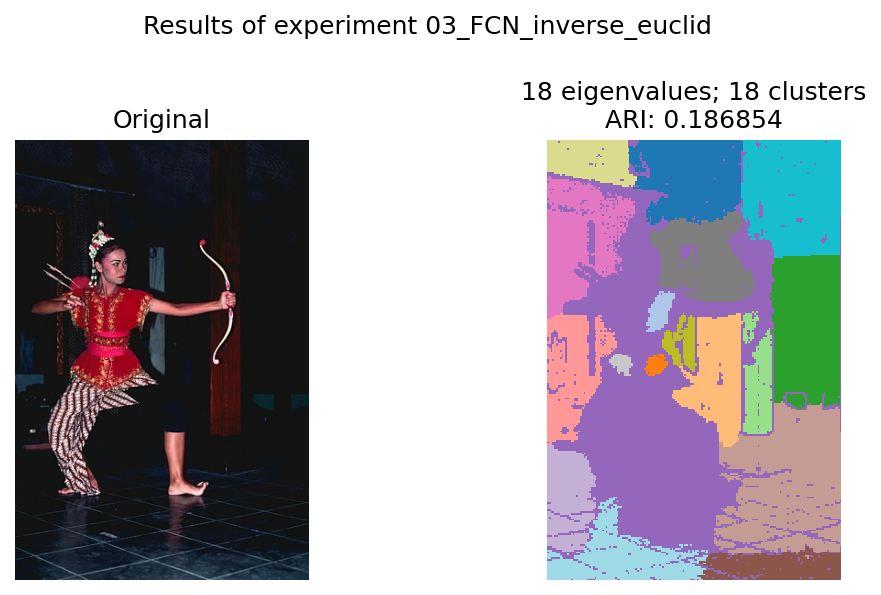 Results of experiment 03_FCN_inverse_euclid
Original
18 eigenvalues; 18 clusters
ARI: 0.186854